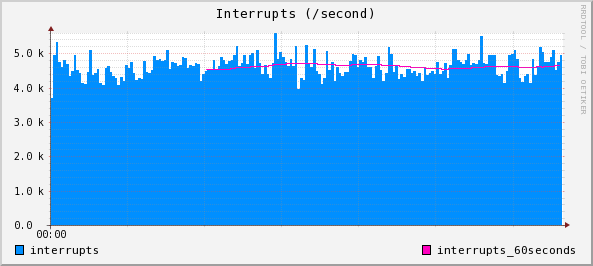 Interrupts (/second)
RRDTOOL / TOBI OETIKER
5.0 k
4.0 k
3.0 k
2.0 k
1.0 k
0.0
00:00
interrupts
interrupts_60seconds